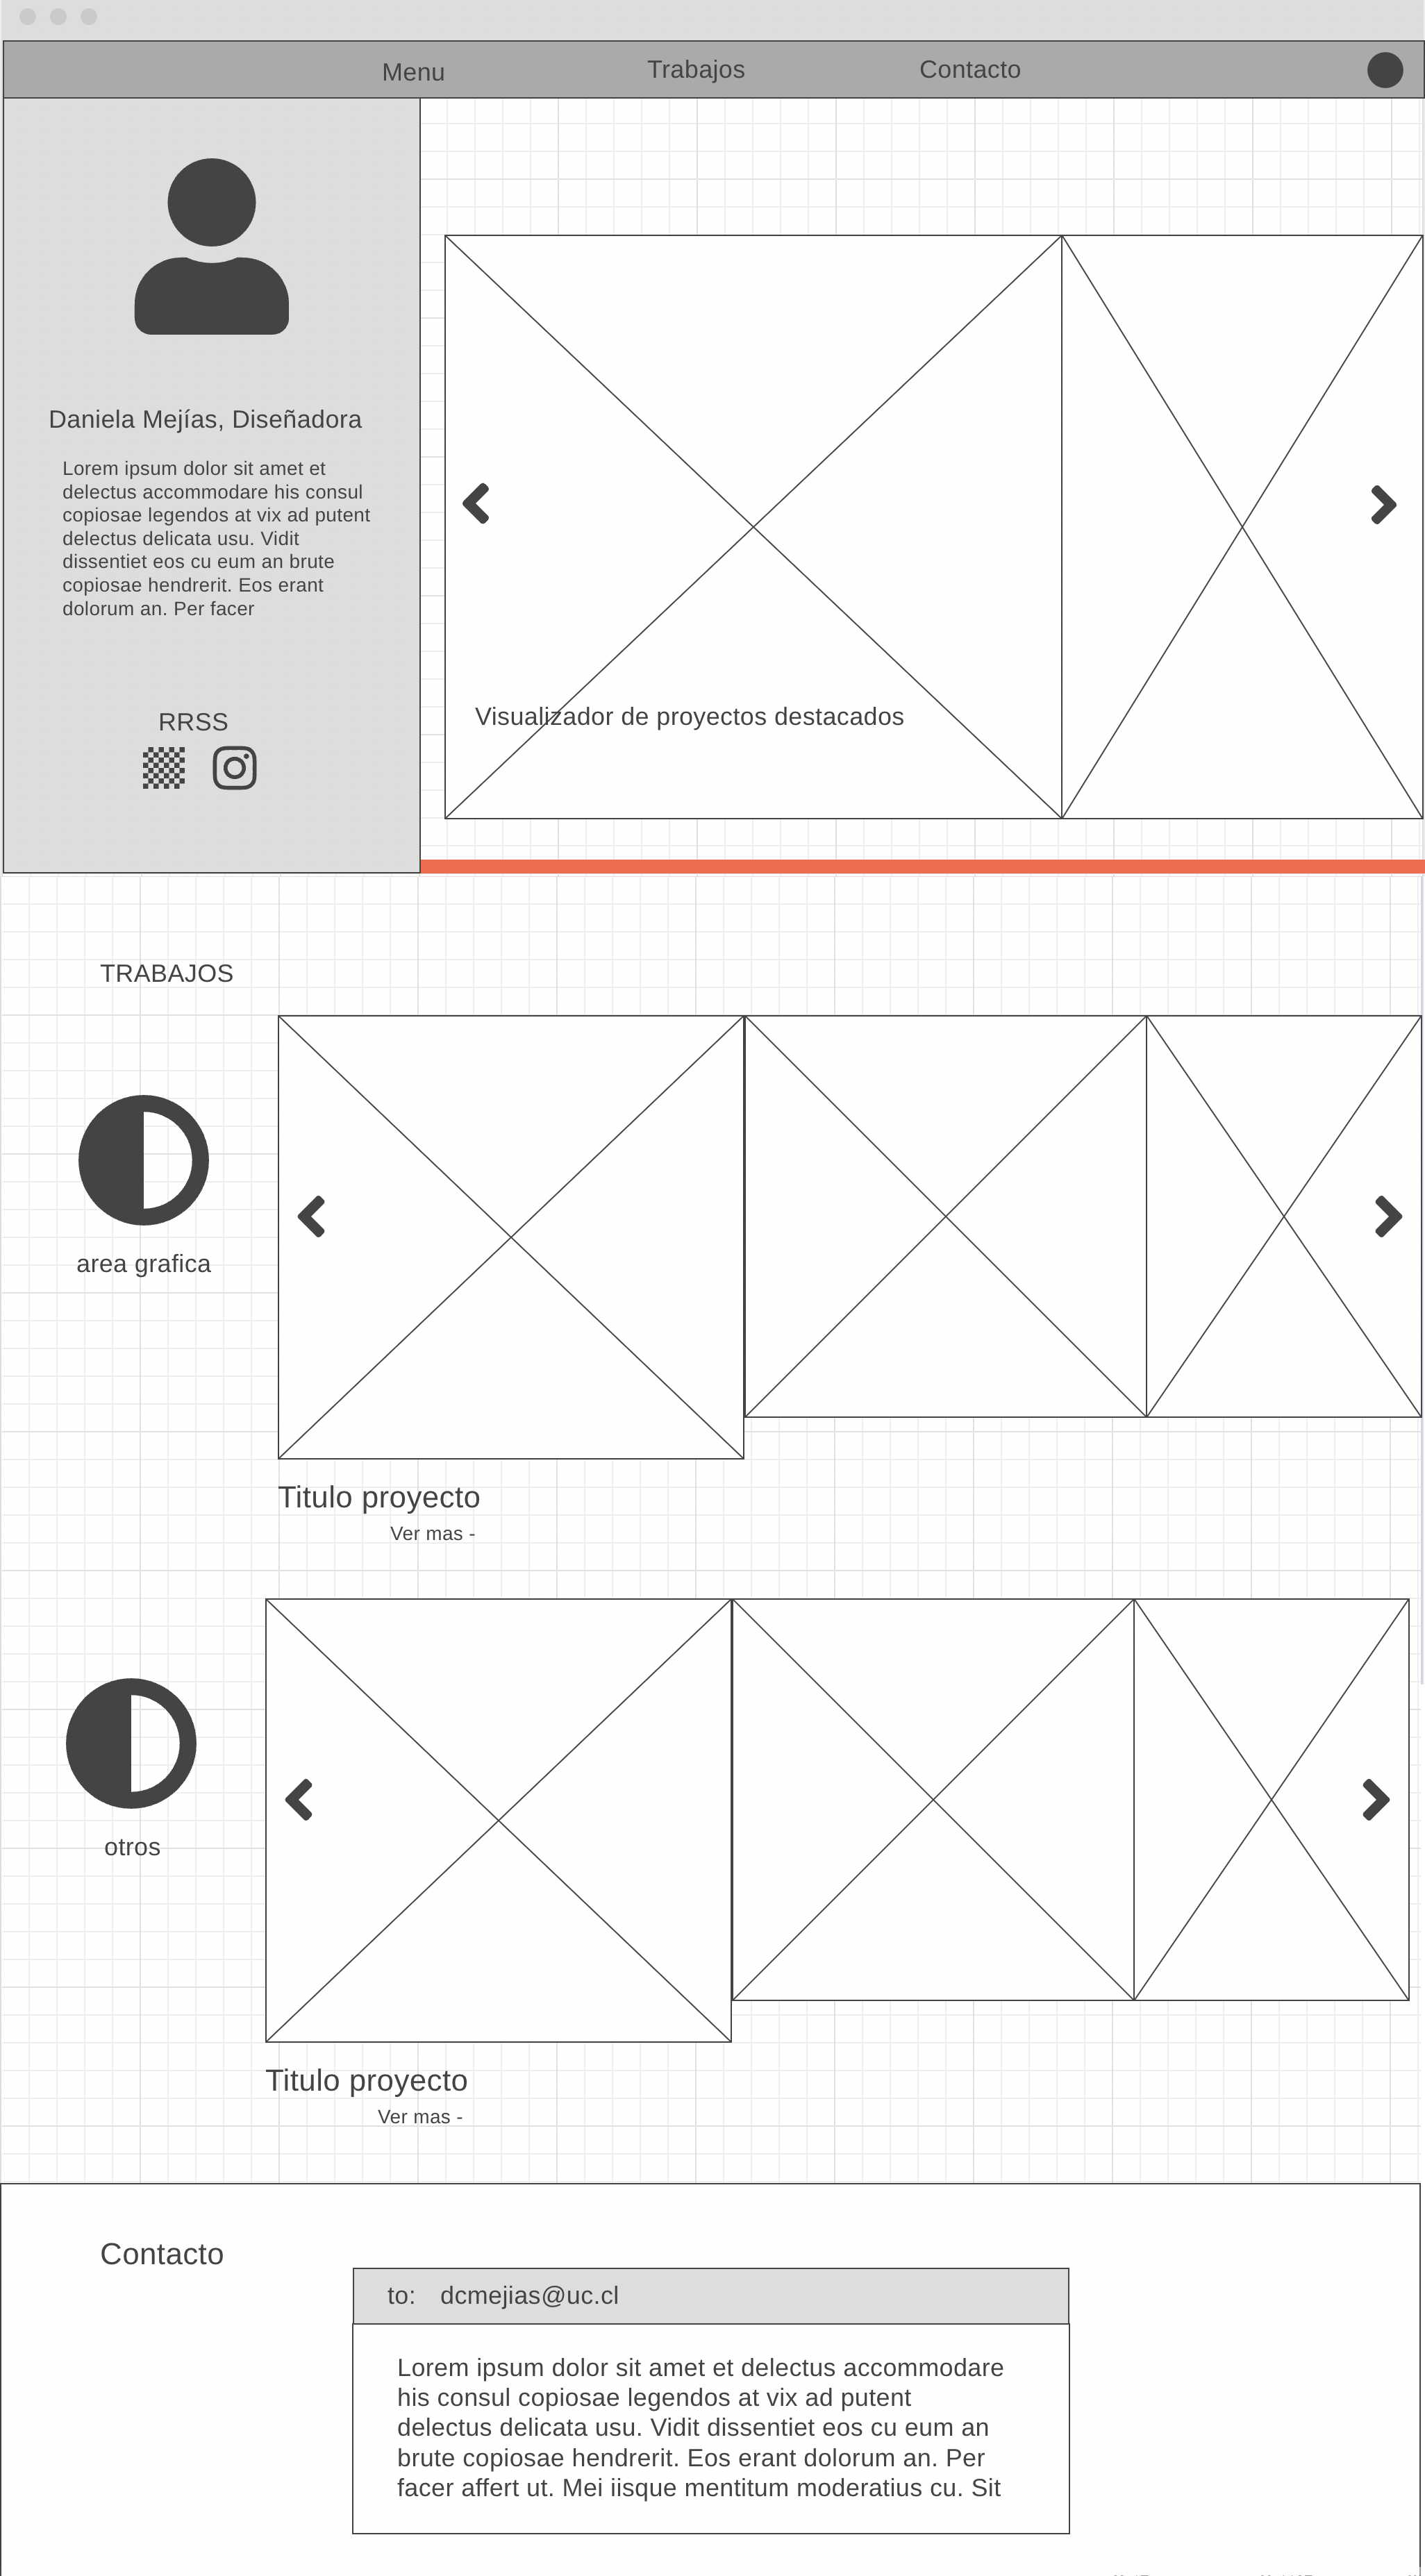 Menu
Trabajos
Contacto
Daniela Mejías, Diseñadora
Lorem ipsum dolor sit amet et
delectus accommodare his consul
copiosae legendos at vix ad putent
delectus delicata usu. Vidit
dissentiet eos cu eum an brute
copiosae hendrerit. Eos erant
dolorum an. Per facer
RRSS
Visualizador de proyectos destacados
TRABAJOS
area grafica
Titulo proyecto
Ver mas -
otros
Titulo proyecto
Ver mas -
Contacto
to: dcmejias@uc.cl
Lorem ipsum dolor sit amet et delectus accommodare
his consul copiosae legendos at vix ad putent
delectus delicata usu. Vidit dissentiet eos cu eum an
brute copiosae hendrerit. Eos erant dolorum an. Per
facer affert ut. Mei iisque mentitum moderatius cu. Sit